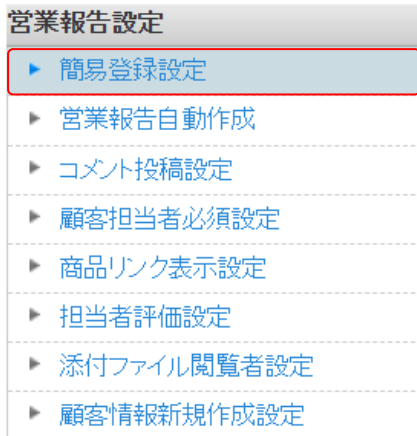 営業報告設定
簡易登録設定
営業報告自動作成
コメント投稿設定
顧客担当者必須設定
商品リンク表示設定
担当者評価設定
添付ファイル閲覧者設定
顧客情報新規作成設定